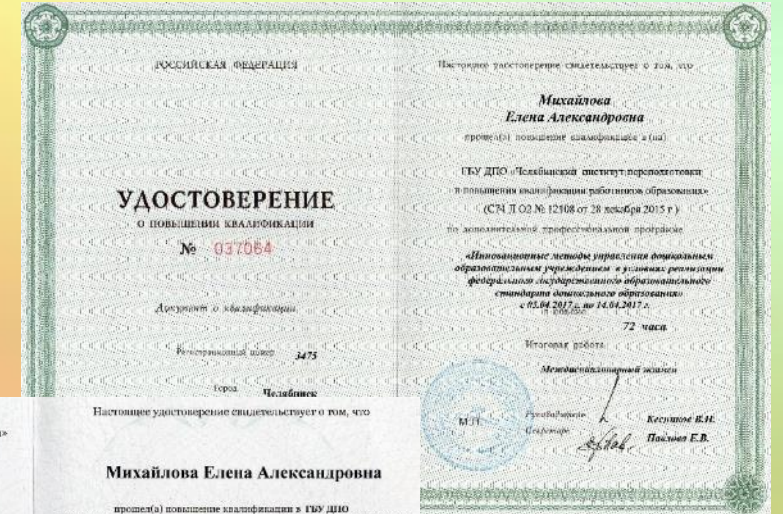 РОССИЙСКАЯ ФЕДЕРАЦИЯ
УДОСТОВЕРЕНИЕ
О ПОВЫШЕНИИ КВАЛИФИКАЦИИ
№ 037064
Документ о квалификации
Регистрационный номер 3475
Город Челябинск
Настоящее удостоверение свидетельствует о том, что
Михайлова
Елена Александровна
прошел(а) повышение квалификации в (на)
ГБУ ДПО «Челябинский институт переподготовки
и повышения квалификации работников образования»
(С74 Л 02 № 12108 от 28 декабря 2015 г.)
по дополнительной профессиональной программе
«Инновационные методы управления дошкольным
образовательным учреждением в условиях реализации
федерального государственного образовательного
стандарта дошкольного образования»
с 05.04.2017 г. по 14.04.2017 г.
72 часа
Итоговая работа
Междисциплинарный экзамен
М.П.
Руководитель Кеспиков В.Н.
Секретарь Павлова Е.В.
Настоящее удостоверение свидетельствует о том, что
Михайлова Елена Александровна
прошел(а) повышение квалификации в ГБУ ДПО